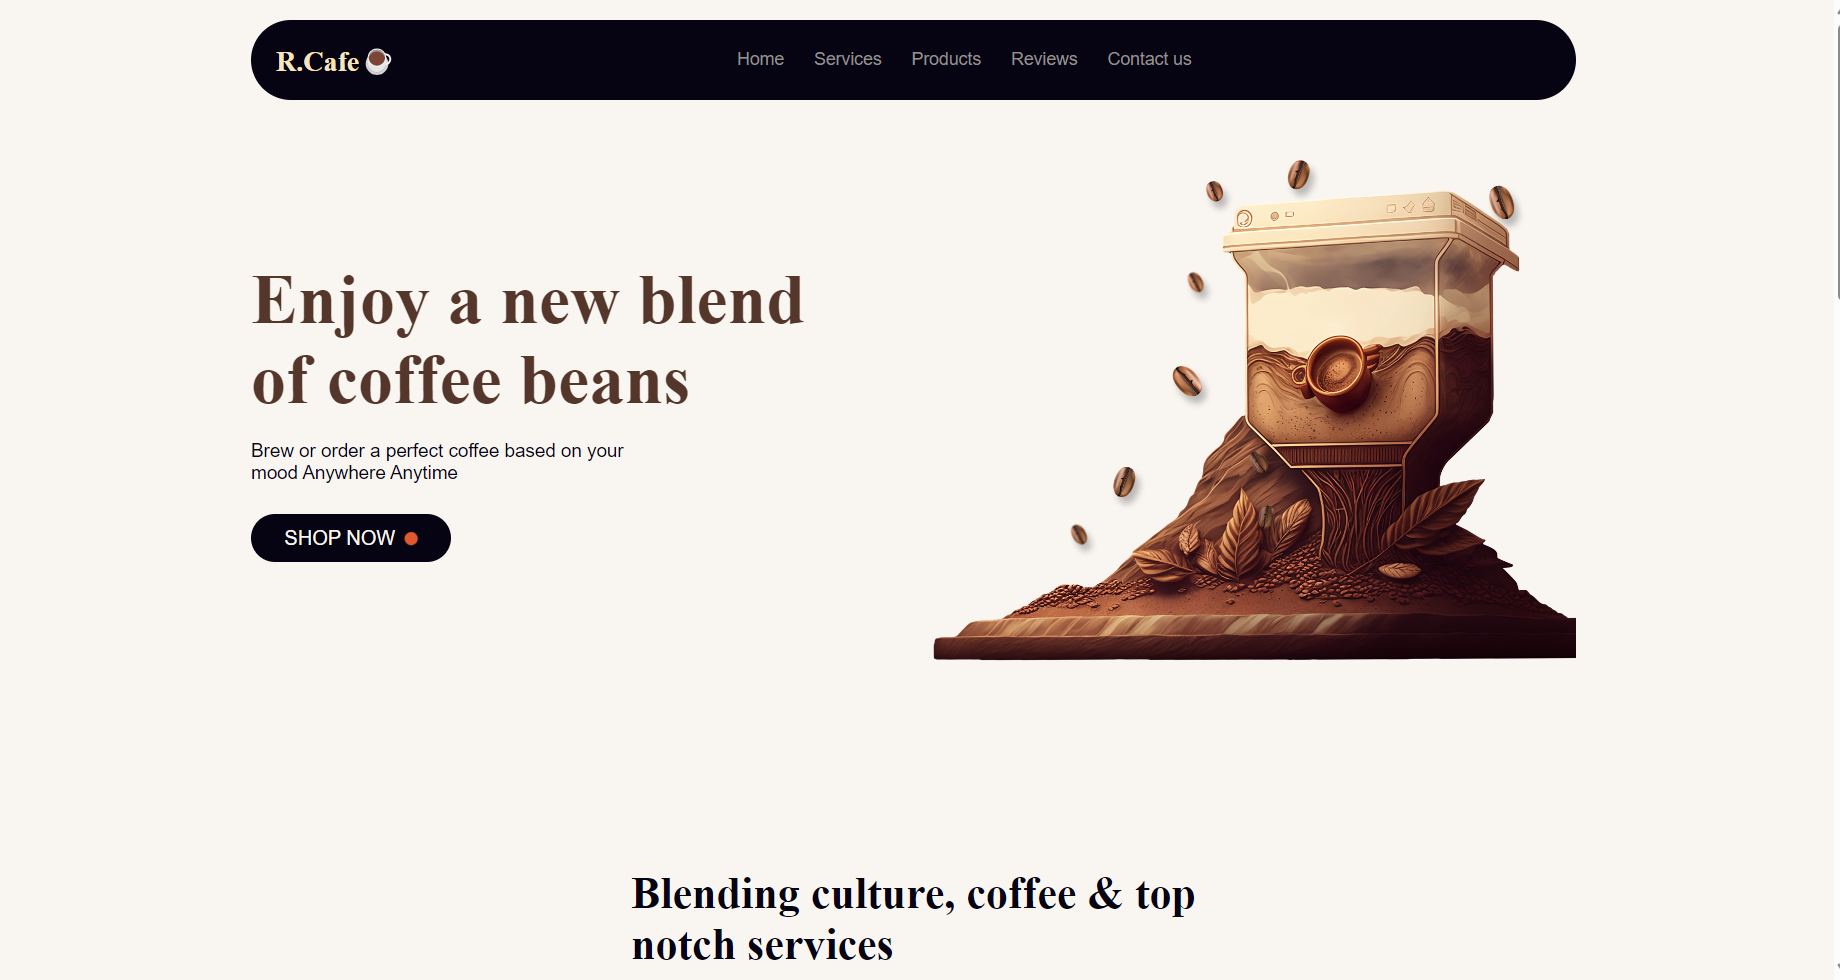 R.Cafe
Home Services Products Reviews Contact us
Enjoy a new blend
of coffee beans
Brew or order a perfect coffee based on your
mood Anywhere Anytime
SHOP NOW
Blending culture, coffee & top
notch services